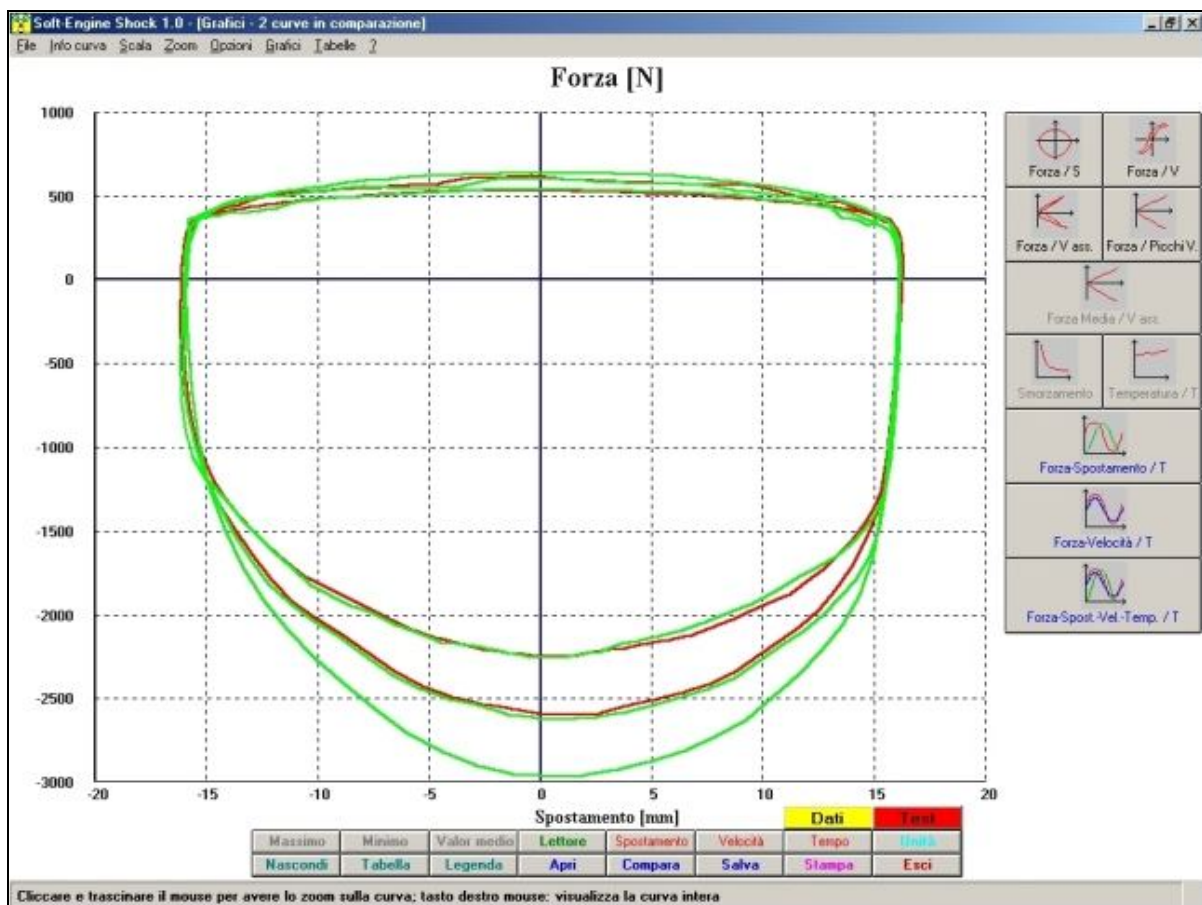 Soft-Engine Shock 1.0 - [Grafici - 2 curve in comparazione]
File Info curva Scala Zoom Opzioni Grafici Tabelle ?
Forza [N]
1000
500
0
-500
-1000
-1500
-2000
-2500
-3000
-20 -15 -10 -5 0 5 10 15 20
Spostamento [mm]
Forza / S Forza / V
Forza / V ass. Forza / Picchi V.
Forza Media / V ass.
Smorzamento Temperatura / T
Forza-Spostamento / T
Forza-Velocità / T
Forza-Spost.-Vel.-Temp. / T
Dati Test
Massimo Minimo Valor medio Lettore Spostamento Velocità Tempo Unità
Nascondi Tabella Legenda Apri Compara Salva Stampa Esci
Cliccare e trascinare il mouse per avere lo zoom sulla curva; tasto destro mouse: visualizza la curva intera